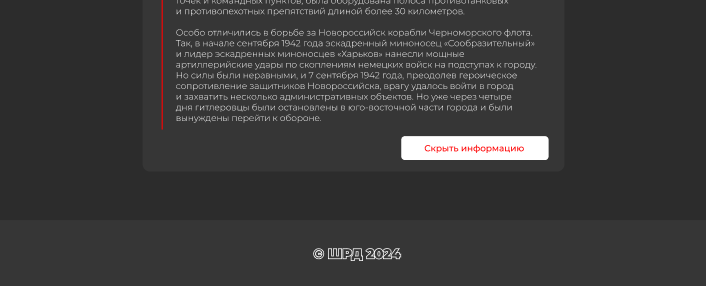 точек и командных пунктов, была оборудована полоса противотанковых
и противопехотных препятствий длиной более 30 километров.
Особо отличились в борьбе за Новороссийск корабли Черноморского флота.
Так, в начале сентября 1942 года эскадренный миноносец «Сообразительный»
и лидер эскадренных миноносцев «Харьков» нанесли мощные
артиллерийские удары по скоплениям немецких войск на подступах к городу.
Но силы были неравными, и 7 сентября 1942 года, преодолев героическое
сопротивление защитников Новороссийска, врагу удалось войти в город
и захватить несколько административных объектов. Но уже через четыре
дня гитлеровцы были остановлены в юго-восточной части города и были
вынуждены перейти к обороне.
Скрыть информацию
© ШРД 2024